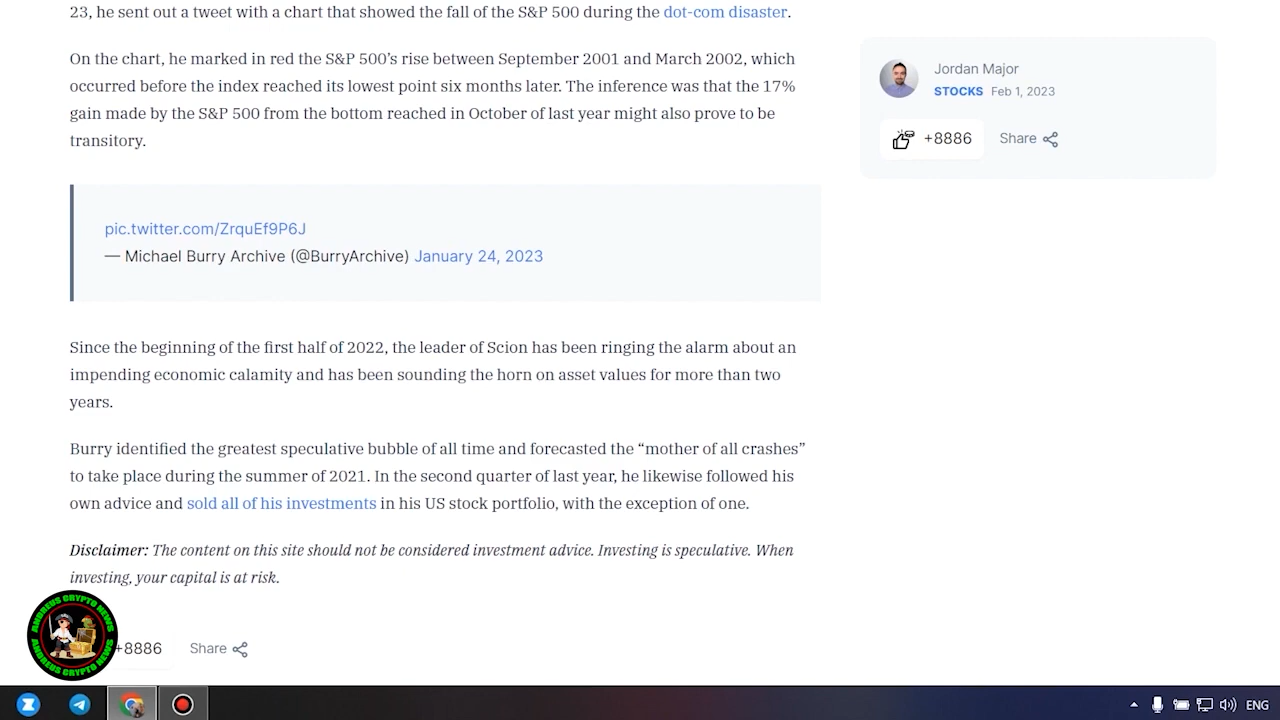 23, he sent out a tweet with a chart that showed the fall of the S&P 500 during the dot-com disaster.
On the chart, he marked in red the S&P 500’s rise between September 2001 and March 2002, which
occurred before the index reached its lowest point six months later. The inference was that the 17%
gain made by the S&P 500 from the bottom reached in October of last year might also prove to be
transitory.
pic.twitter.com/ZrquEf9P6J
— Michael Burry Archive (@BurryArchive) January 24, 2023
Since the beginning of the first half of 2022, the leader of Scion has been ringing the alarm about an
impending economic calamity and has been sounding the horn on asset values for more than two
years.
Burry identified the greatest speculative bubble of all time and forecasted the “mother of all crashes”
to take place during the summer of 2021. In the second quarter of last year, he likewise followed his
own advice and sold all of his investments in his US stock portfolio, with the exception of one.
Disclaimer: The content on this site should not be considered investment advice. Investing is speculative. When
investing, your capital is at risk.
+8886 Share
Jordan Major
STOCKS Feb 1, 2023
+8886 Share
ANDREUS CRYPTO NEWS
ANDREUS CRYPTO NEWS
ENG